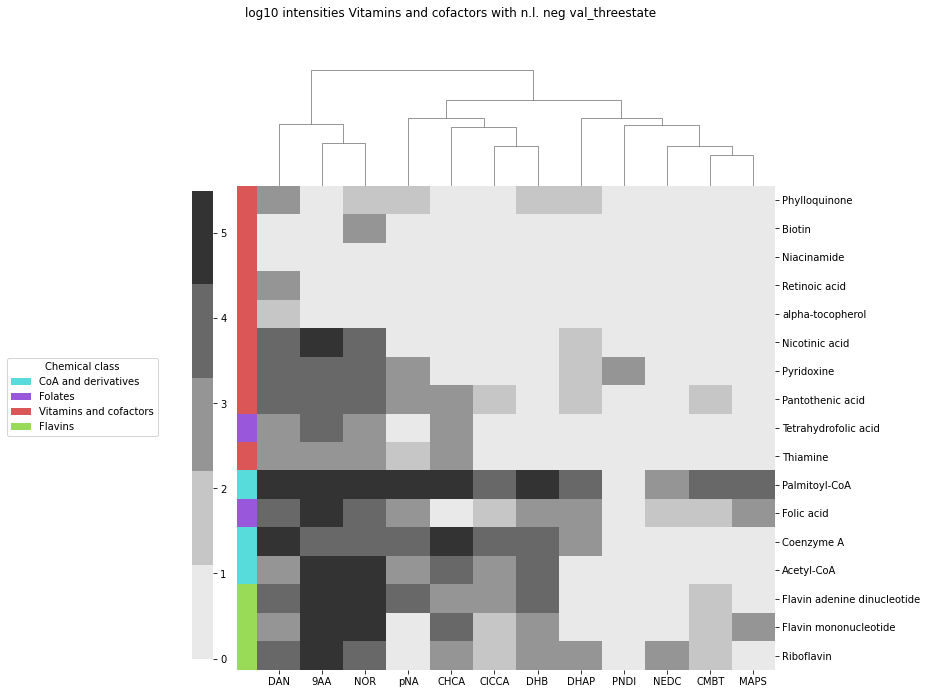 log10 intensities Vitamins and cofactors with n.l. neg val_threestate
Phylloquinone
Biotin
Niacinamide
Retinoic acid
alpha-tocopherol
Nicotinic acid
Pyridoxine
Pantothenic acid
Tetrahydrofolic acid
Thiamine
Palmitoyl-CoA
Folic acid
Coenzyme A
Acetyl-CoA
Flavin adenine dinucleotide
Flavin mononucleotide
Riboflavin
5
4
3
2
1
0
Chemical class
CoA and derivatives
Folates
Vitamins and cofactors
Flavins
DAN 9AA NOR pNA CHCA ClCCA DHB DHAP PNDI NEDC CMBT MAPS